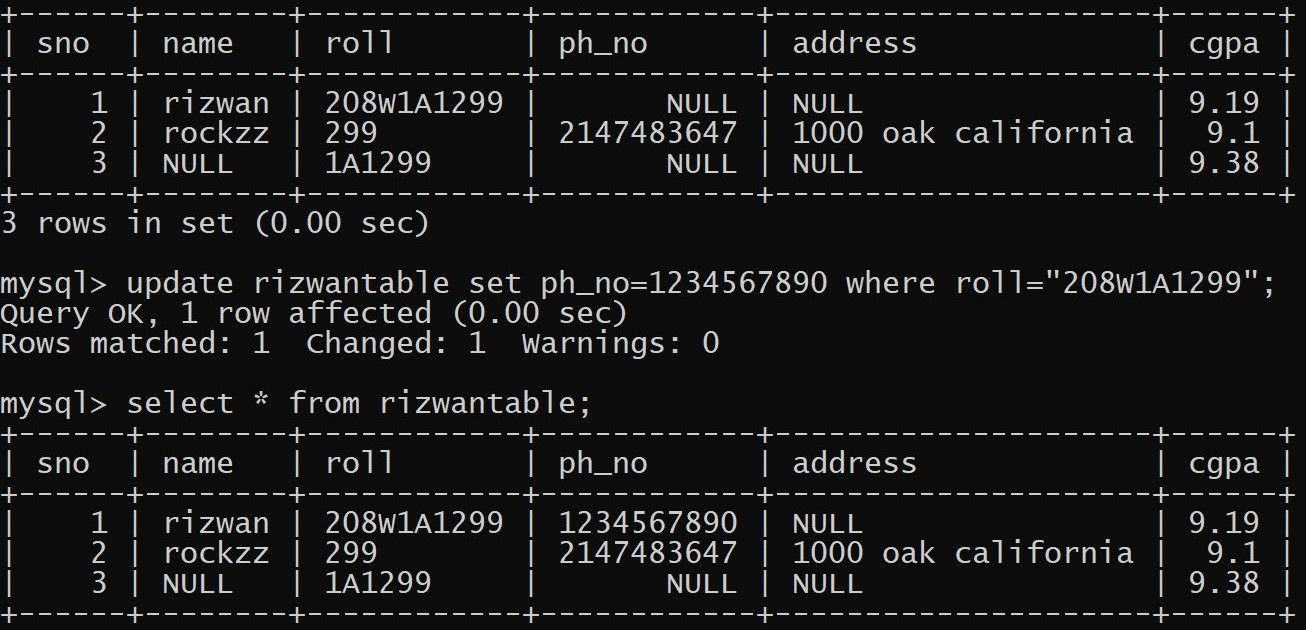 +------+--------+------------+------------+--------------------+------+
| sno  | name   | roll       | ph_no      | address            | cgpa |
+------+--------+------------+------------+--------------------+------+
|    1 | rizwan | 208W1A1299 |       NULL | NULL               | 9.19 |
|    2 | rockzz | 299        | 2147483647 | 1000 oak california |  9.1 |
|    3 | NULL   | 1A1299     |       NULL | NULL               | 9.38 |
+------+--------+------------+------------+--------------------+------+
3 rows in set (0.00 sec)
mysql> update rizwantable set ph_no=1234567890 where roll="208W1A1299";
Query OK, 1 row affected (0.00 sec)
Rows matched: 1  Changed: 1  Warnings: 0
mysql> select * from rizwantable;
+------+--------+------------+------------+--------------------+------+
| sno  | name   | roll       | ph_no      | address            | cgpa |
+------+--------+------------+------------+--------------------+------+
|    1 | rizwan | 208W1A1299 | 1234567890 | NULL               | 9.19 |
|    2 | rockzz | 299        | 2147483647 | 1000 oak california |  9.1 |
|    3 | NULL   | 1A1299     |       NULL | NULL               | 9.38 |
+------+--------+------------+------------+--------------------+------+